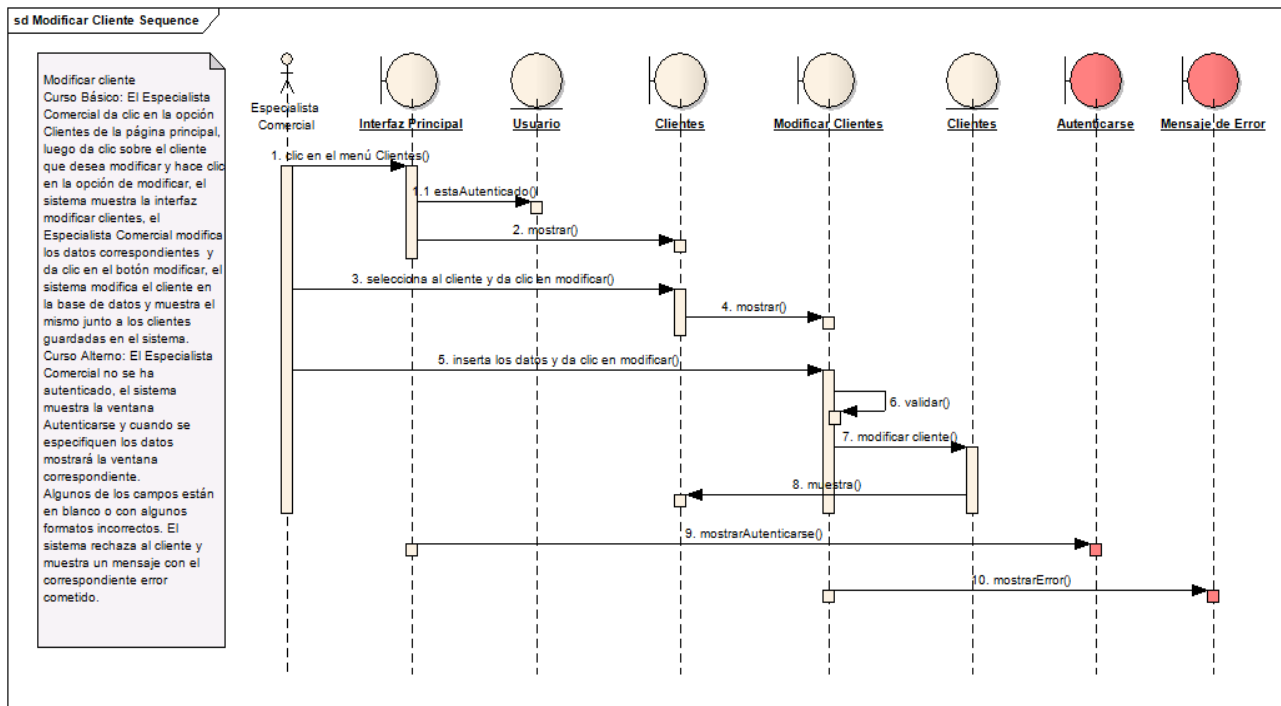 sd Modificar Cliente Sequence
Modificar cliente
Curso Básico: El Especialista
Comercial da clic en la opción
Clientes de la página principal,
luego da clic sobre el cliente
que desea modificar y hace clic
en la opción de modificar, el
sistema muestra la interfaz
modificar clientes, el
Especialista Comercial modifica
los datos correspondientes y
da clic en el botón modificar, el
sistema modifica el cliente en
la base de datos y muestra el
mismo junto a los clientes
guardadas en el sistema.
Curso Alterno: El Especialista
Comercial no se ha
autenticado, el sistema
muestra la ventana
Autenticarse y cuando se
especifiquen los datos
mostrará la ventana
correspondiente.
Algunos de los campos están
en blanco o con algunos
formatos incorrectos. El
sistema rechaza al cliente y
muestra un mensaje con el
correspondiente error
cometido.
Especialista
Comercial
Interfaz Principal
Usuario
Clientes
Modificar Clientes
Clientes
Autenticarse
Mensaje de Error
1. clic en el menú Clientes()
1.1 estaAutenticado()
2. mostrar()
3. selecciona al cliente y da clic en modificar()
4. mostrar()
5. inserta los datos y da clic en modificar()
6. validar()
7. modificar cliente()
8. muestra()
9. mostrarAutenticarse()
10. mostrarError()